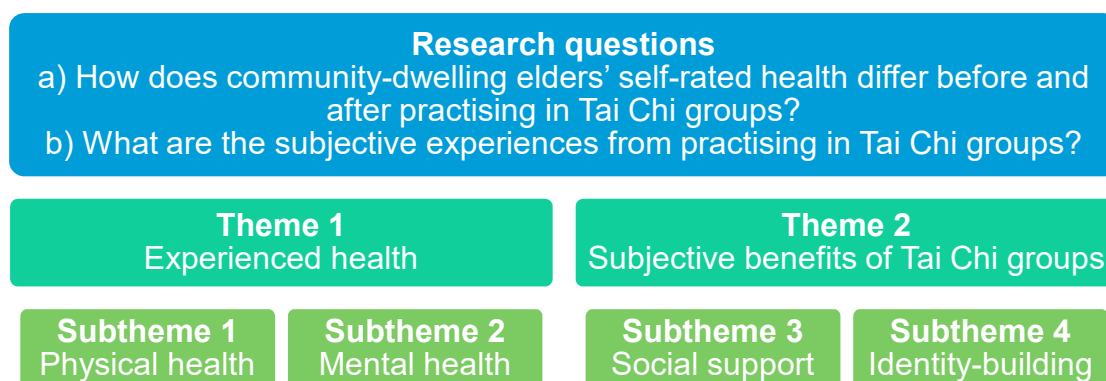 Research questions
a) How does community-dwelling elders’ self-rated health differ before and
after practising in Tai Chi groups?
b) What are the subjective experiences from practising in Tai Chi groups?
Theme 1
Experienced health
Theme 2
Subjective benefits of Tai Chi groups
Subtheme 1
Physical health
Subtheme 2
Mental health
Subtheme 3
Social support
Subtheme 4
Identity-building